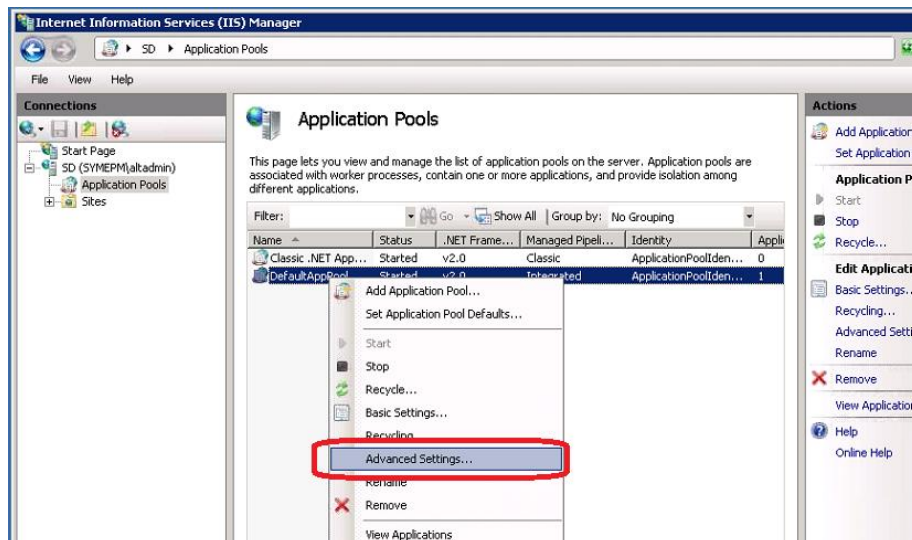 Internet Information Services (IIS) Manager
SD Application Pools
File View Help
Connections
Start Page
SD (SYMEPM\altadmin)
Application Pools
Sites
Application Pools
This page lets you view and manage the list of application pools on the server. Application pools are
associated with worker processes, contain one or more applications, and provide isolation among
different applications.
Filter: Go Show All Group by: No Grouping
Name Status .NET Frame... Managed Pipeli... Identity Appli
Classic .NET App... Started v2.0 Classic ApplicationPoolIden... 0
DefaultAppPool Started v2.0 Integrated ApplicationPoolIden... 1
Add Application Pool...
Set Application Pool Defaults...
Start
Stop
Recycle...
Basic Settings...
Recycling
Advanced Settings...
Rename
Remove
View Applications
Actions
Add Application
Set Application
Application P
Start
Stop
Recycle...
Edit Applicati
Basic Settings..
Recycling...
Advanced Setti
Rename
Remove
View Application
Help
Online Help